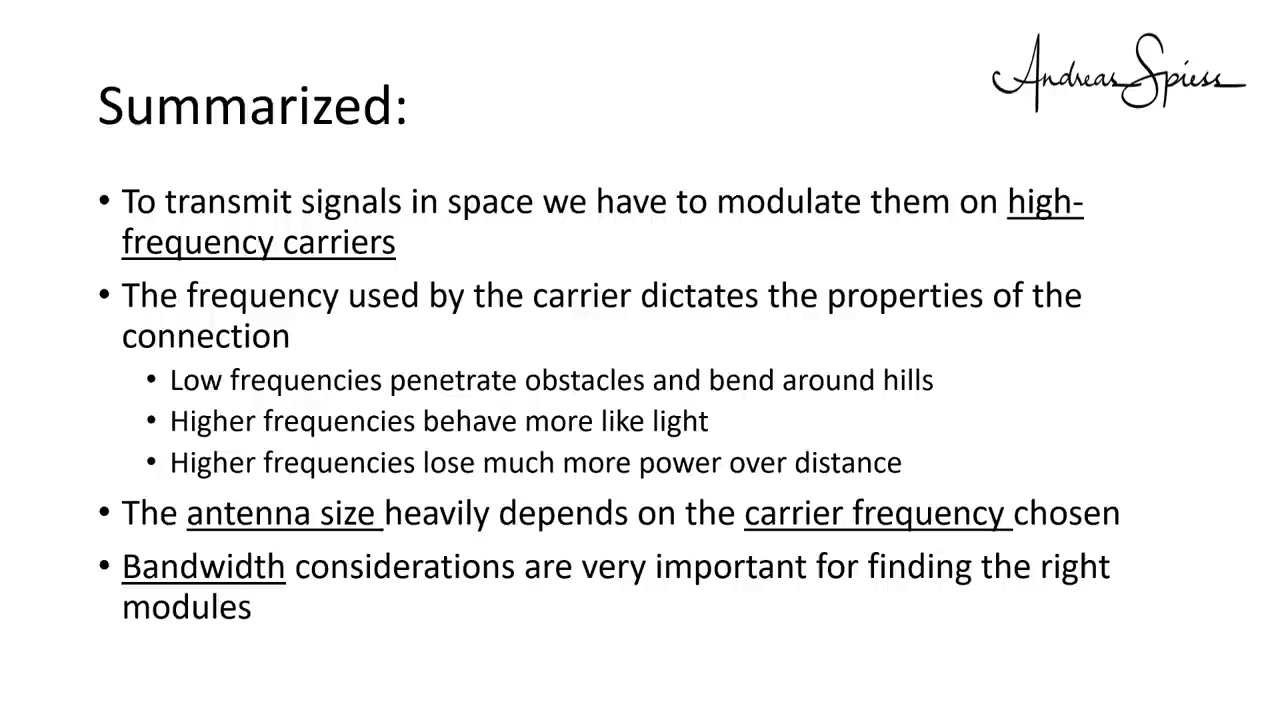 Andreas Spiess
Summarized:
• To transmit signals in space we have to modulate them on high-
frequency carriers
• The frequency used by the carrier dictates the properties of the
connection
• Low frequencies penetrate obstacles and bend around hills
• Higher frequencies behave more like light
• Higher frequencies lose much more power over distance
• The antenna size heavily depends on the carrier frequency chosen
• Bandwidth considerations are very important for finding the right
modules